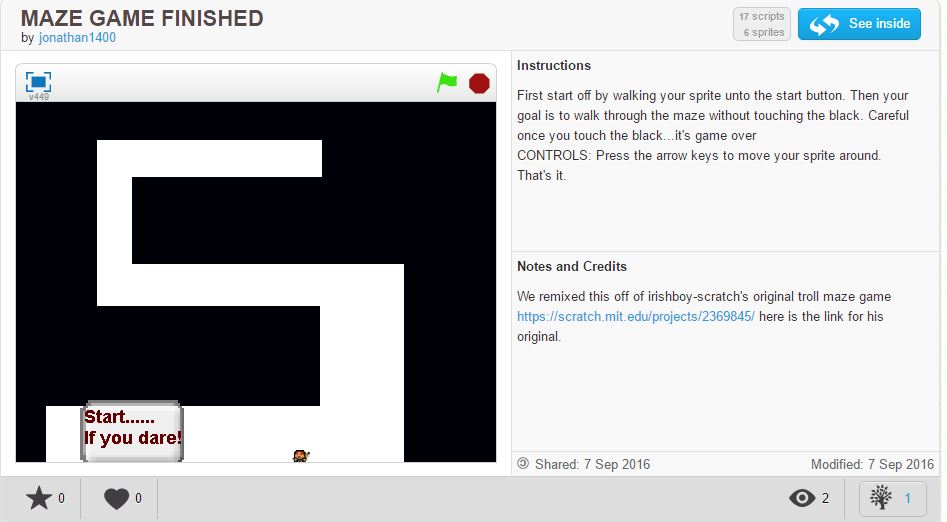 MAZE GAME FINISHED
by jonathan1400
17 scripts
6 sprites
See inside
v449
Start......
If you dare!
Instructions
First start off by walking your sprite unto the start button. Then your
goal is to walk through the maze without touching the black. Careful
once you touch the black...it's game over
CONTROLS: Press the arrow keys to move your sprite around.
That's it.
Notes and Credits
We remixed this off of irishboy-scratch's original troll maze game
https://scratch.mit.edu/projects/2369845/ here is the link for his
original.
Shared: 7 Sep 2016 Modified: 7 Sep 2016
0 0 2 1